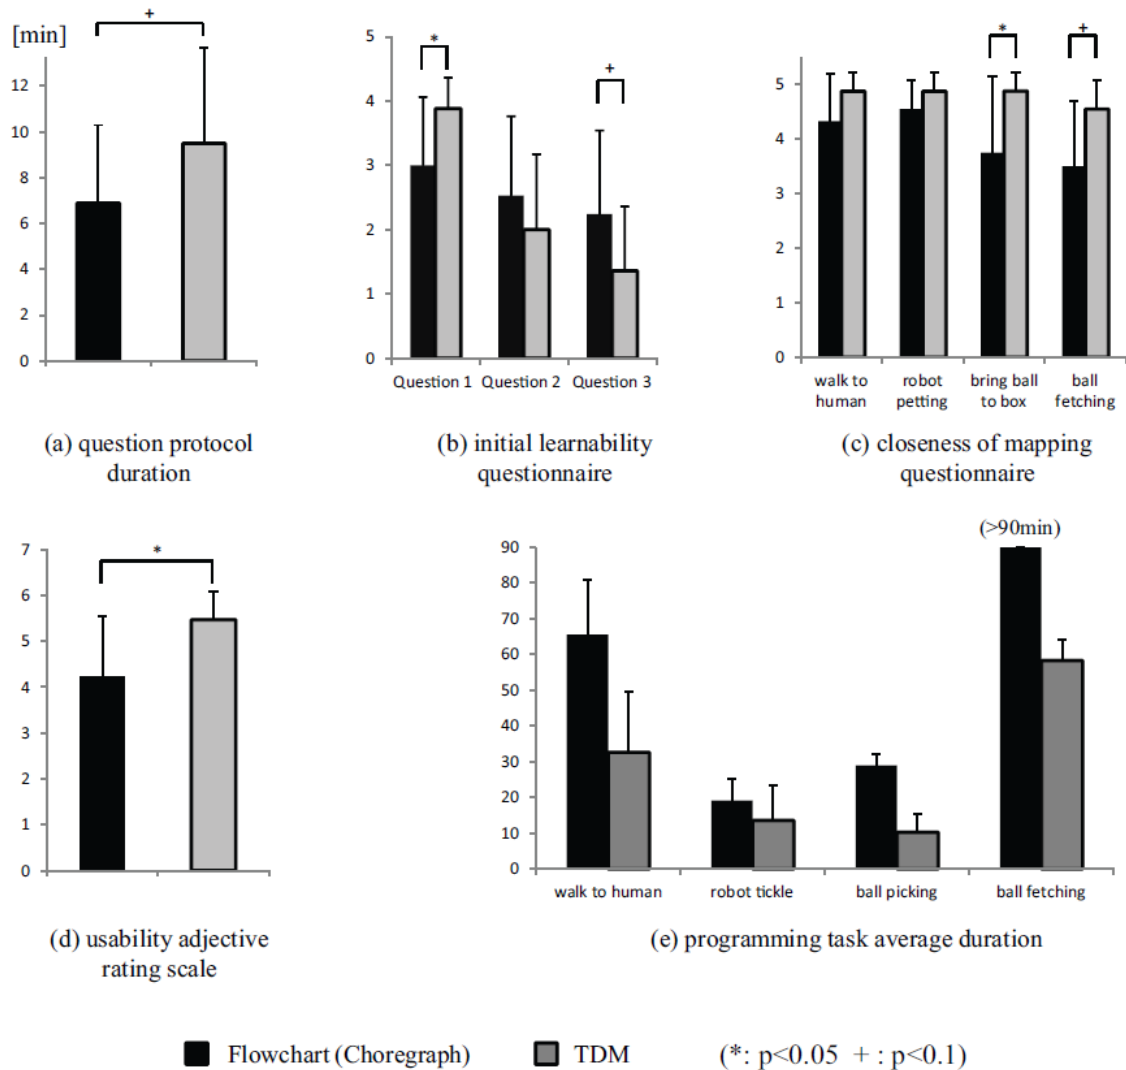 [min]
+
12
10
8
6
4
2
0
(a) question protocol
duration
5
4
3
2
1
0
*
+
Question 1 Question 2 Question 3
(b) initial learnability
questionnaire
5
4
3
2
1
0
*
+
walk to
human
robot
petting
bring ball
to box
ball
fetching
(c) closeness of mapping
questionnaire
7
6
5
4
3
2
1
0
*
(d) usability adjective
rating scale
(>90min)
90
80
70
60
50
40
30
20
10
0
walk to human robot tickle ball picking ball fetching
(e) programming task average duration
Flowchart (Choregraph) TDM (*: p<0.05 + : p<0.1)